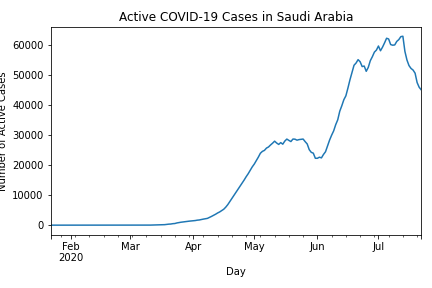 Active COVID-19 Cases in Saudi Arabia
Number of Active Cases
60000
50000
40000
30000
20000
10000
0
Feb Mar Apr May Jun Jul
2020
Day